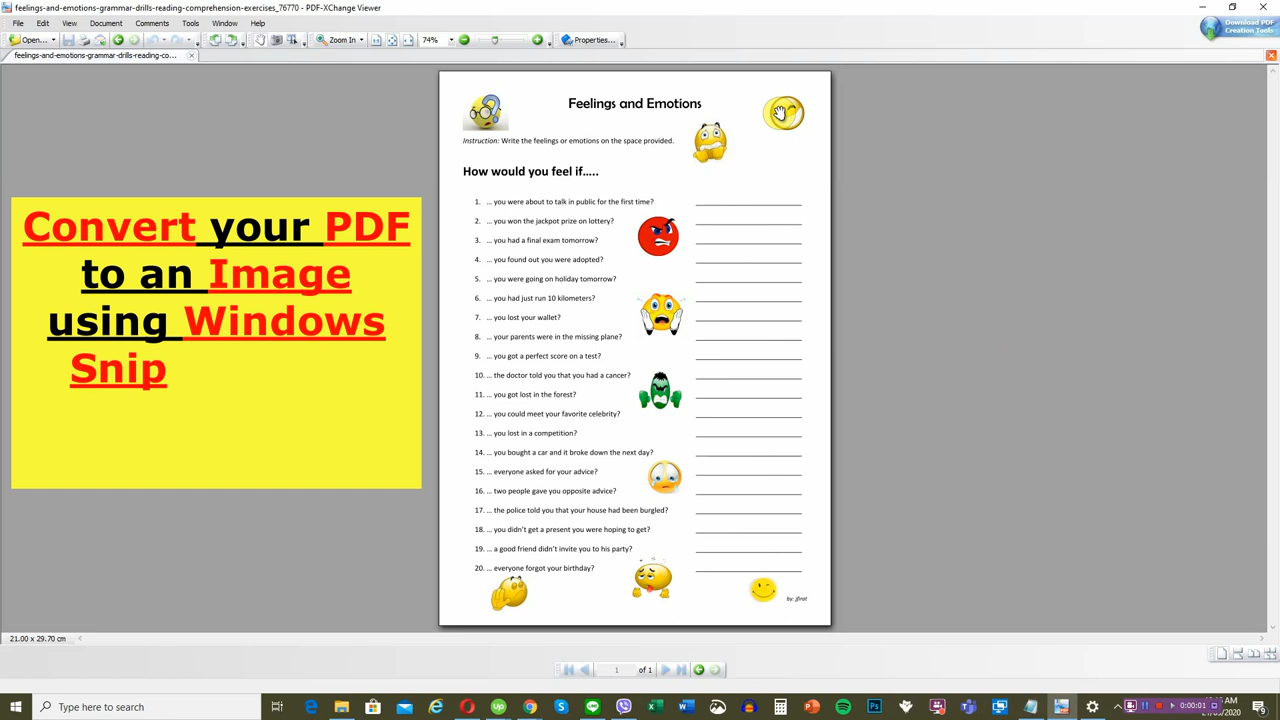 feelings-and-emotions-grammar-drills-reading-comprehension-exercises_76770 - PDF-XChange Viewer
File Edit View Document Comments Tools Window Help
Open... Zoom In 74% Properties...
Download PDF
Creation Tools
feelings-and-emotions-grammar-drills-reading-co...
Convert your PDF
to an Image
using Windows
Snip
Feelings and Emotions
Instruction: Write the feelings or emotions on the space provided.
How would you feel if.....
1. ... you were about to talk in public for the first time?
2. ... you won the jackpot prize on lottery?
3. ... you had a final exam tomorrow?
4. ... you found out you were adopted?
5. ... you were going on holiday tomorrow?
6. ... you had just run 10 kilometers?
7. ... you lost your wallet?
8. ... your parents were in the missing plane?
9. ... you got a perfect score on a test?
10. ... the doctor told you that you had a cancer?
11. ... you got lost in the forest?
12. ... you could meet your favorite celebrity?
13. ... you lost in a competition?
14. ... you bought a car and it broke down the next day?
15. ... everyone asked for your advice?
16. ... two people gave you opposite advice?
17. ... the police told you that your house had been burgled?
18. ... you didn't get a present you were hoping to get?
19. ... a good friend didn't invite you to his party?
20. ... everyone forgot your birthday?
by: jfirat
21.00 x 29.70 cm
1 of 1
Type here to search
0:00:01